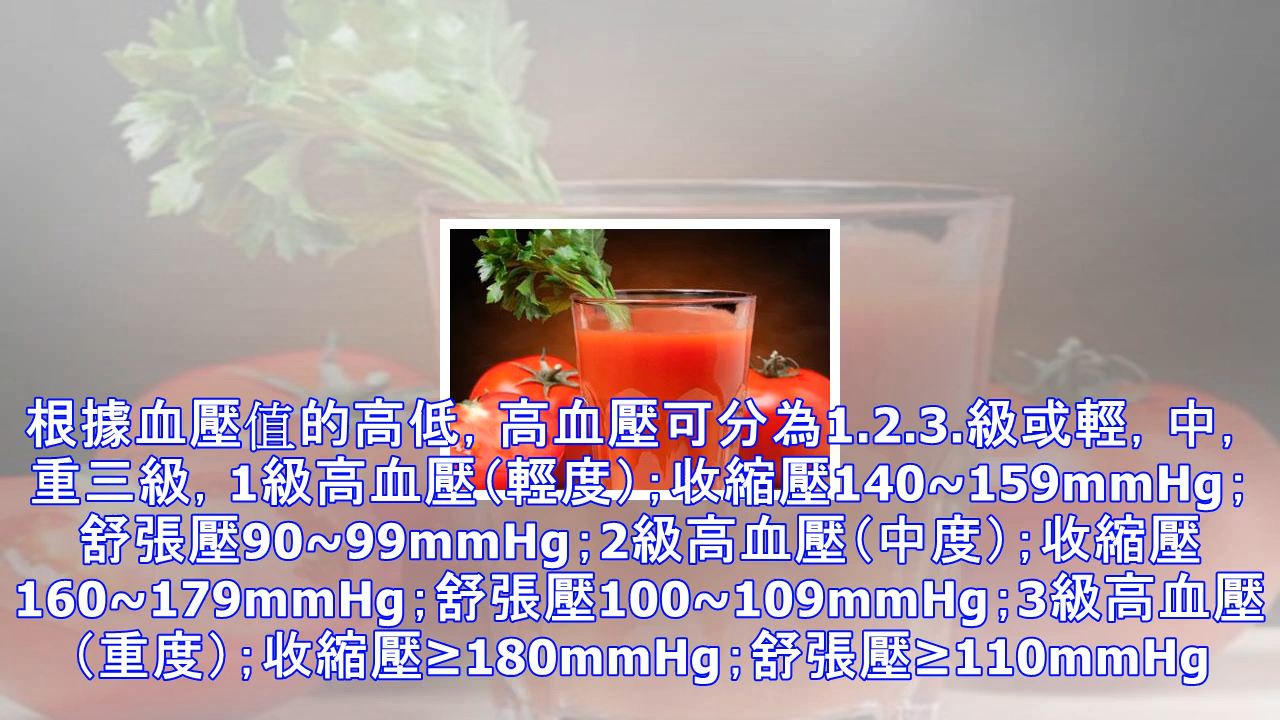 根據血壓值的高低, 高血壓可分為1.2.3.級或輕, 中,
重三級, 1級高血壓(輕度);收縮壓140~159mmHg;
舒張壓90~99mmHg;2級高血壓(中度);收縮壓
160~179mmHg;舒張壓100~109mmHg;3級高血壓
(重度);收縮壓≥180mmHg;舒張壓≥110mmHg